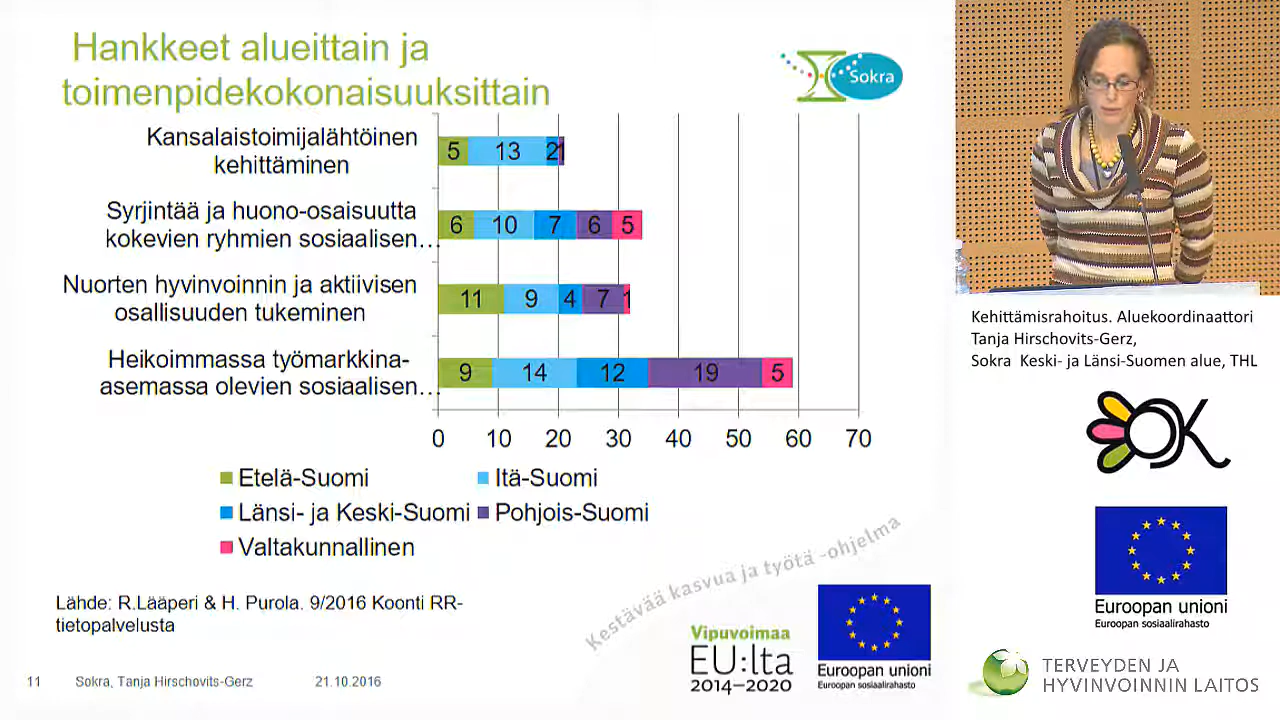 Hankkeet alueittain ja
toimenpidekokonaisuuksittain
Sokra
Kansalaistoimijalähtöinen
kehittäminen
5 13 2 1
Syrjintää ja huono-osaisuutta
kokevien ryhmien sosiaalisen…
6 10 7 6 5
Nuorten hyvinvoinnin ja aktiivisen
osallisuuden tukeminen
11 9 4 7 1
Heikoimmassa työmarkkina-
asemassa olevien sosiaalisen…
9 14 12 19 5
0 10 20 30 40 50 60 70
Etelä-Suomi
Itä-Suomi
Länsi- ja Keski-Suomi
Pohjois-Suomi
Valtakunnallinen
Lähde: R.Lääperi & H. Purola. 9/2016 Koonti RR-
tietopalvelusta
Kestävää kasvua ja työtä -ohjelma
Vipuvoimaa
EU:lta
2014–2020
Euroopan unioni
Euroopan sosiaalirahasto
11 Sokra, Tanja Hirschovits-Gerz 21.10.2016
Kehittämisrahoitus. Aluekoordinaattori
Tanja Hirschovits-Gerz,
Sokra Keski- ja Länsi-Suomen alue, THL
OK
Euroopan unioni
Euroopan sosiaalirahasto
TERVEYDEN JA
HYVINVOINNIN LAITOS